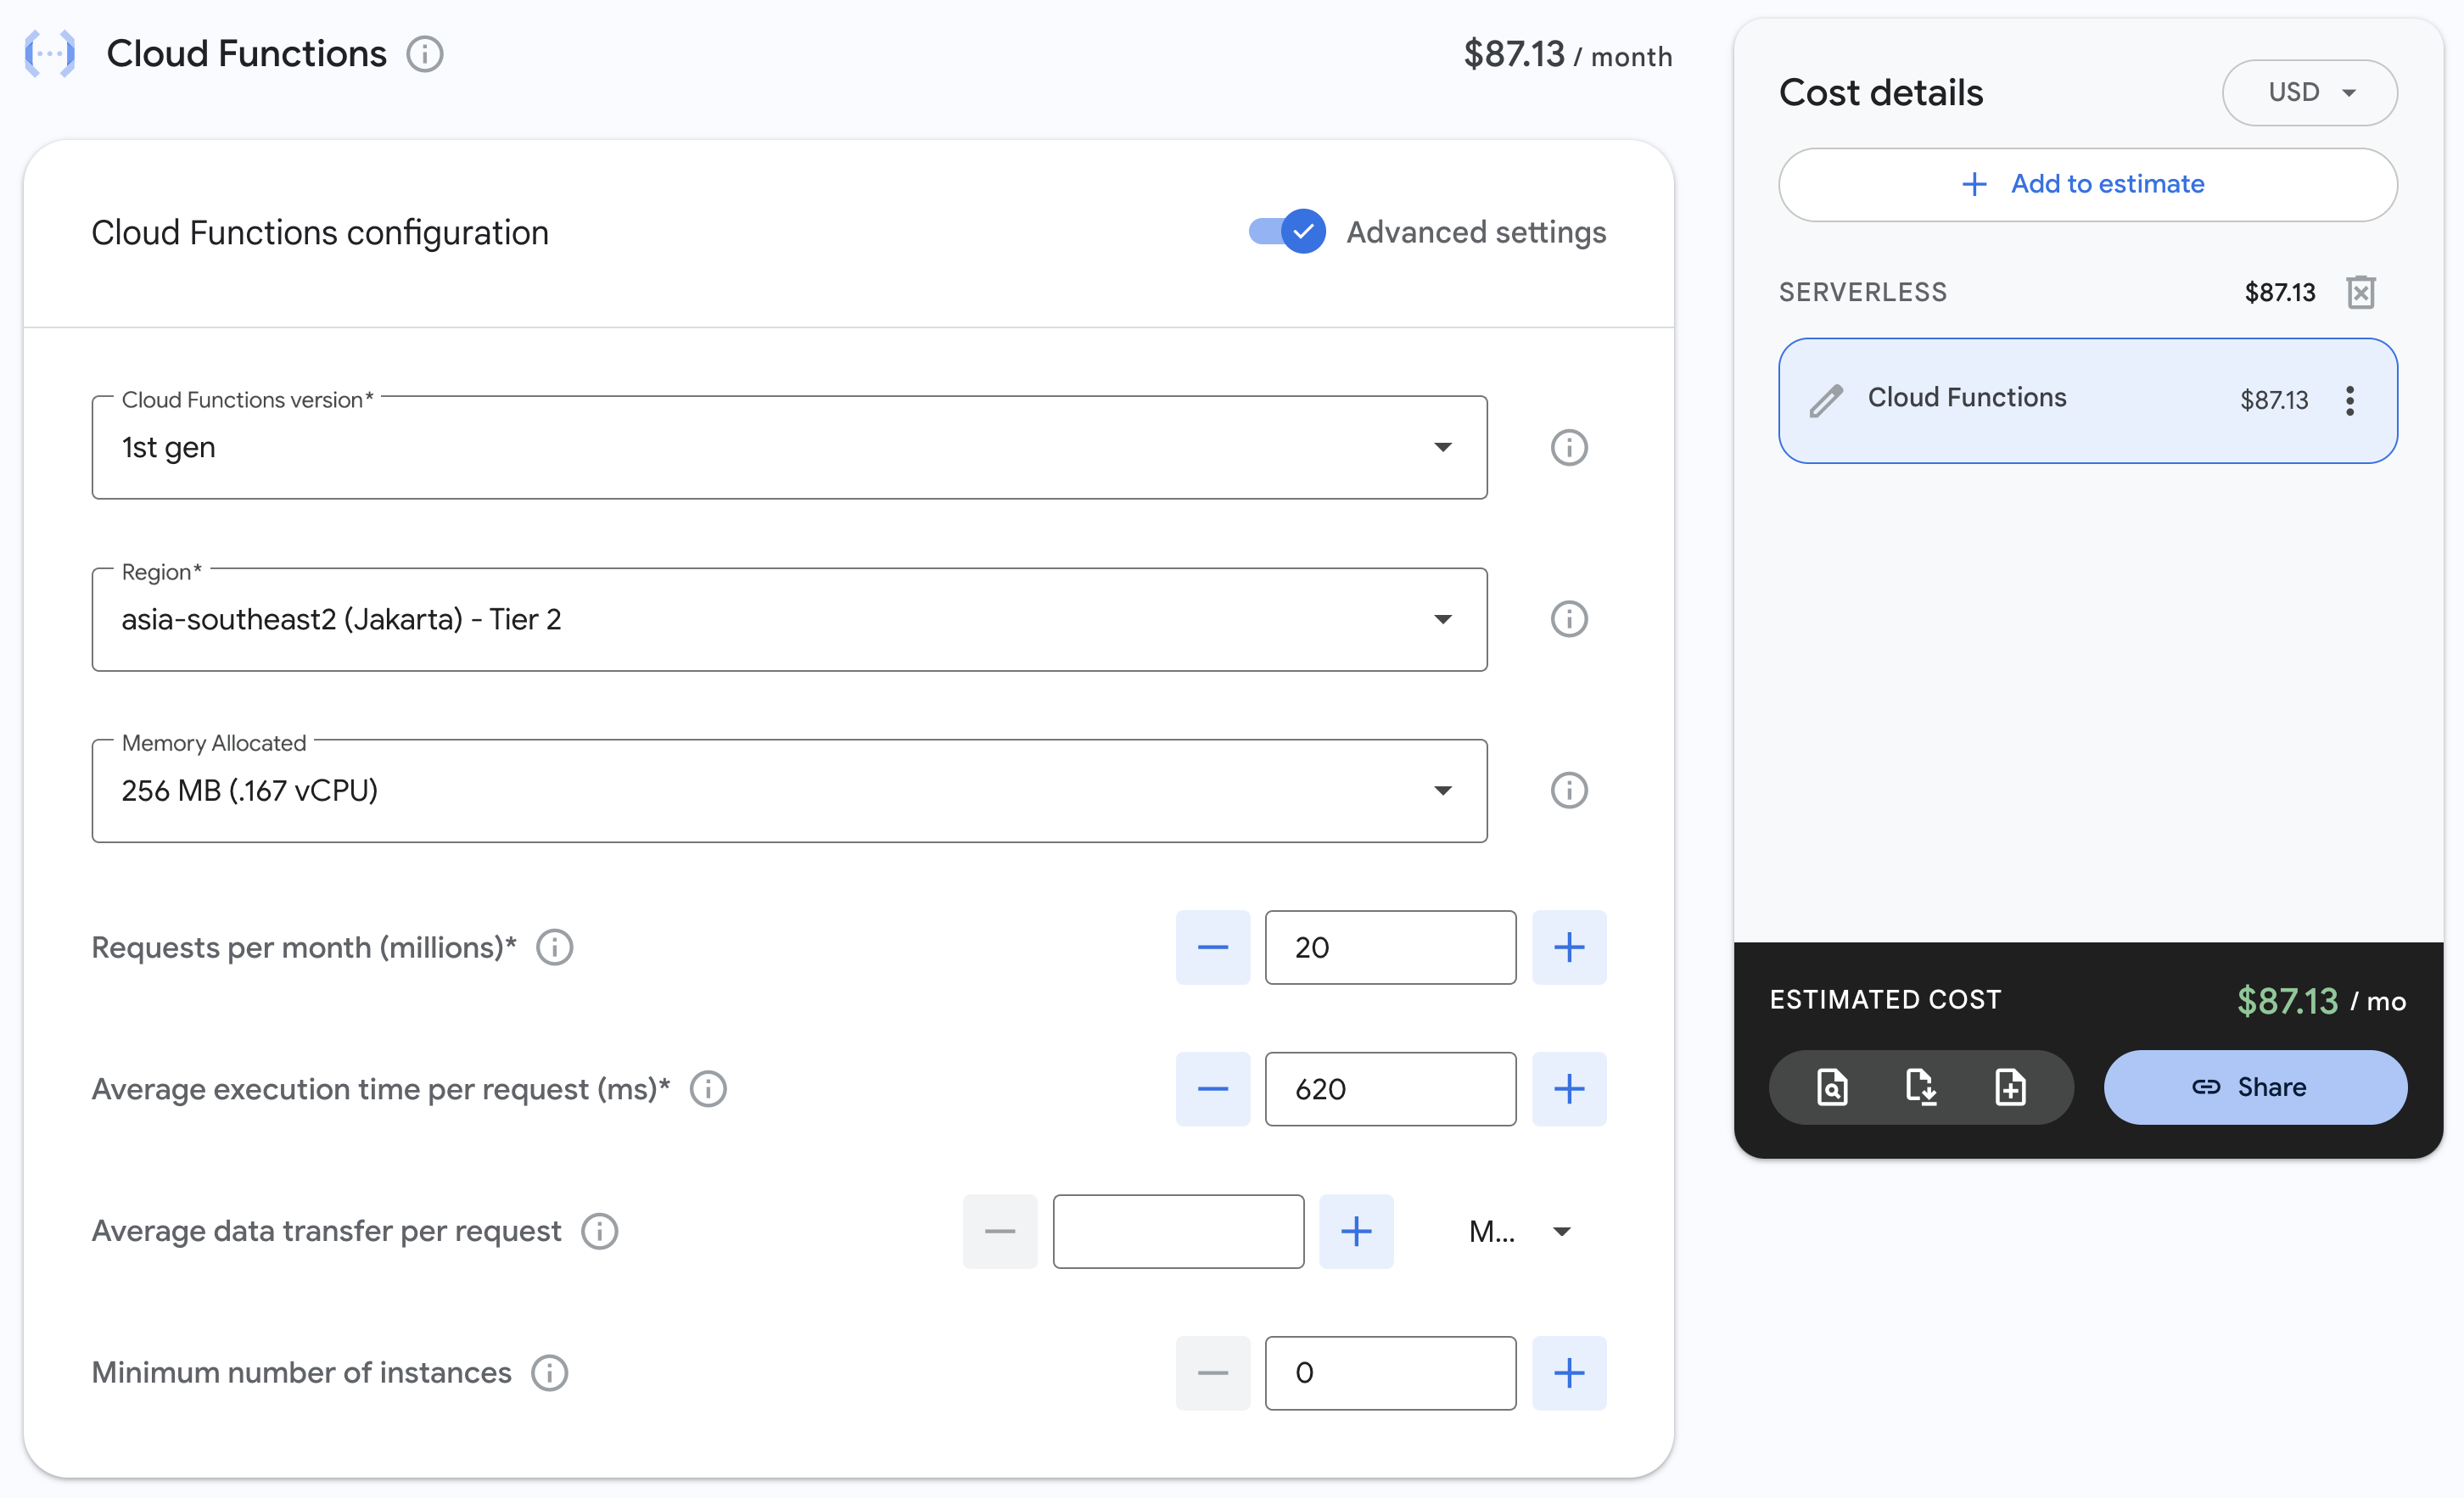 Cloud Functions
$87.13 / month
Cloud Functions configuration
Advanced settings
Cloud Functions version*
1st gen
Region*
asia-southeast2 (Jakarta) - Tier 2
Memory Allocated
256 MB (.167 vCPU)
Requests per month (millions)*
20
Average execution time per request (ms)*
620
Average data transfer per request
M...
Minimum number of instances
0
Cost details
USD
Add to estimate
SERVERLESS
$87.13
Cloud Functions
$87.13
ESTIMATED COST
$87.13 / mo
Share